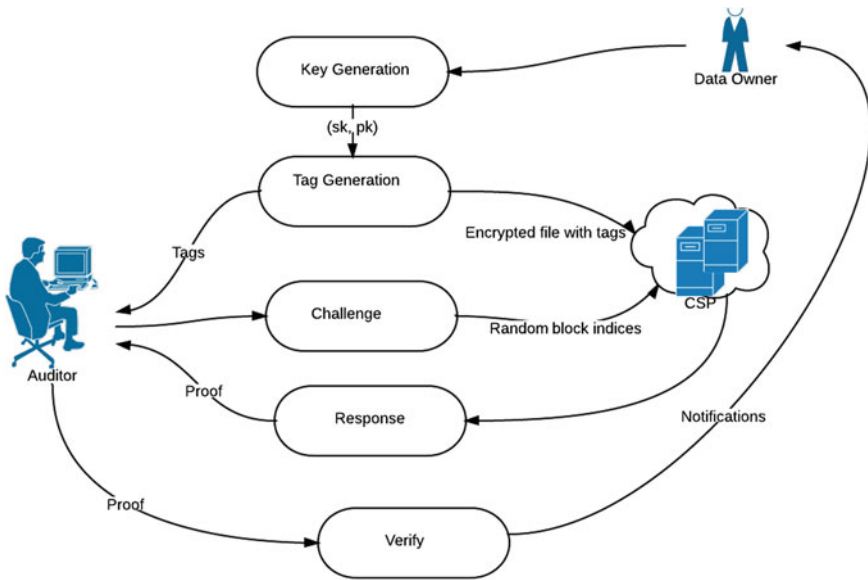 Key Generation
Data Owner
(sk, pk)
Tag Generation
Encrypted file with tags
Tags
CSP
Challenge
Random block indices
Auditor
Proof
Response
Notifications
Proof
Verify